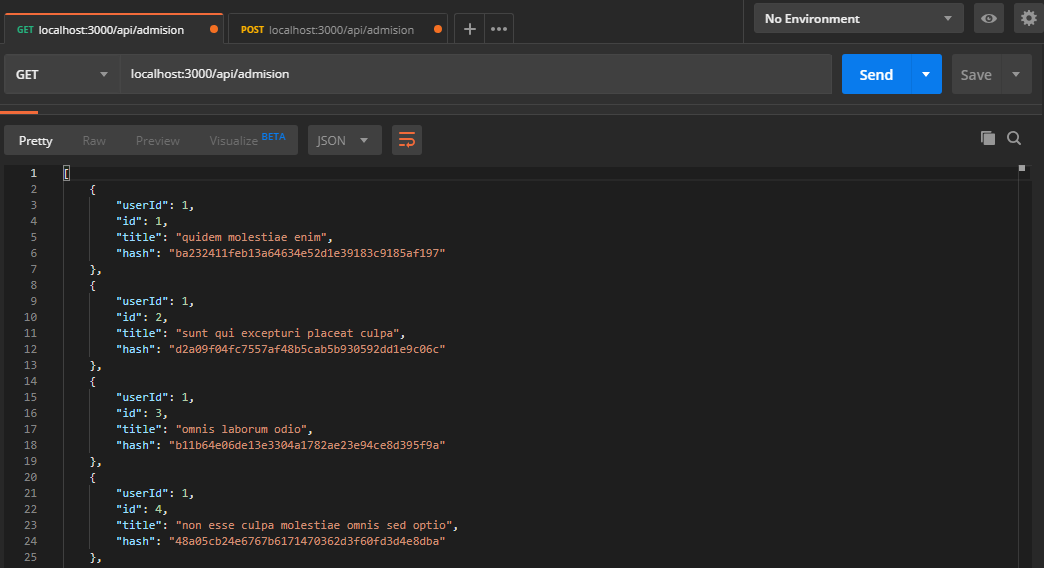 GET localhost:3000/api/admision POST localhost:3000/api/admision + ••• No Environment
GET localhost:3000/api/admision Send Save
Pretty Raw Preview Visualize BETA JSON
1 [
2 {
3 "userId": 1,
4 "id": 1,
5 "title": "quidem molestiae enim",
6 "hash": "ba232411feb13a64634e52d1e39183c9185af197"
7 },
8 {
9 "userId": 1,
10 "id": 2,
11 "title": "sunt qui excepturi placeat culpa",
12 "hash": "d2a09f04fc7557af48b5cab5b930592dd1e9c06c"
13 },
14 {
15 "userId": 1,
16 "id": 3,
17 "title": "omnis laborum odio",
18 "hash": "b11b64e06de13e3304a1782ae23e94ce8d395f9a"
19 },
20 {
21 "userId": 1,
22 "id": 4,
23 "title": "non esse culpa molestiae omnis sed optio",
24 "hash": "48a05cb24e6767b6171470362d3f60fd3d4e8dba"
25 },